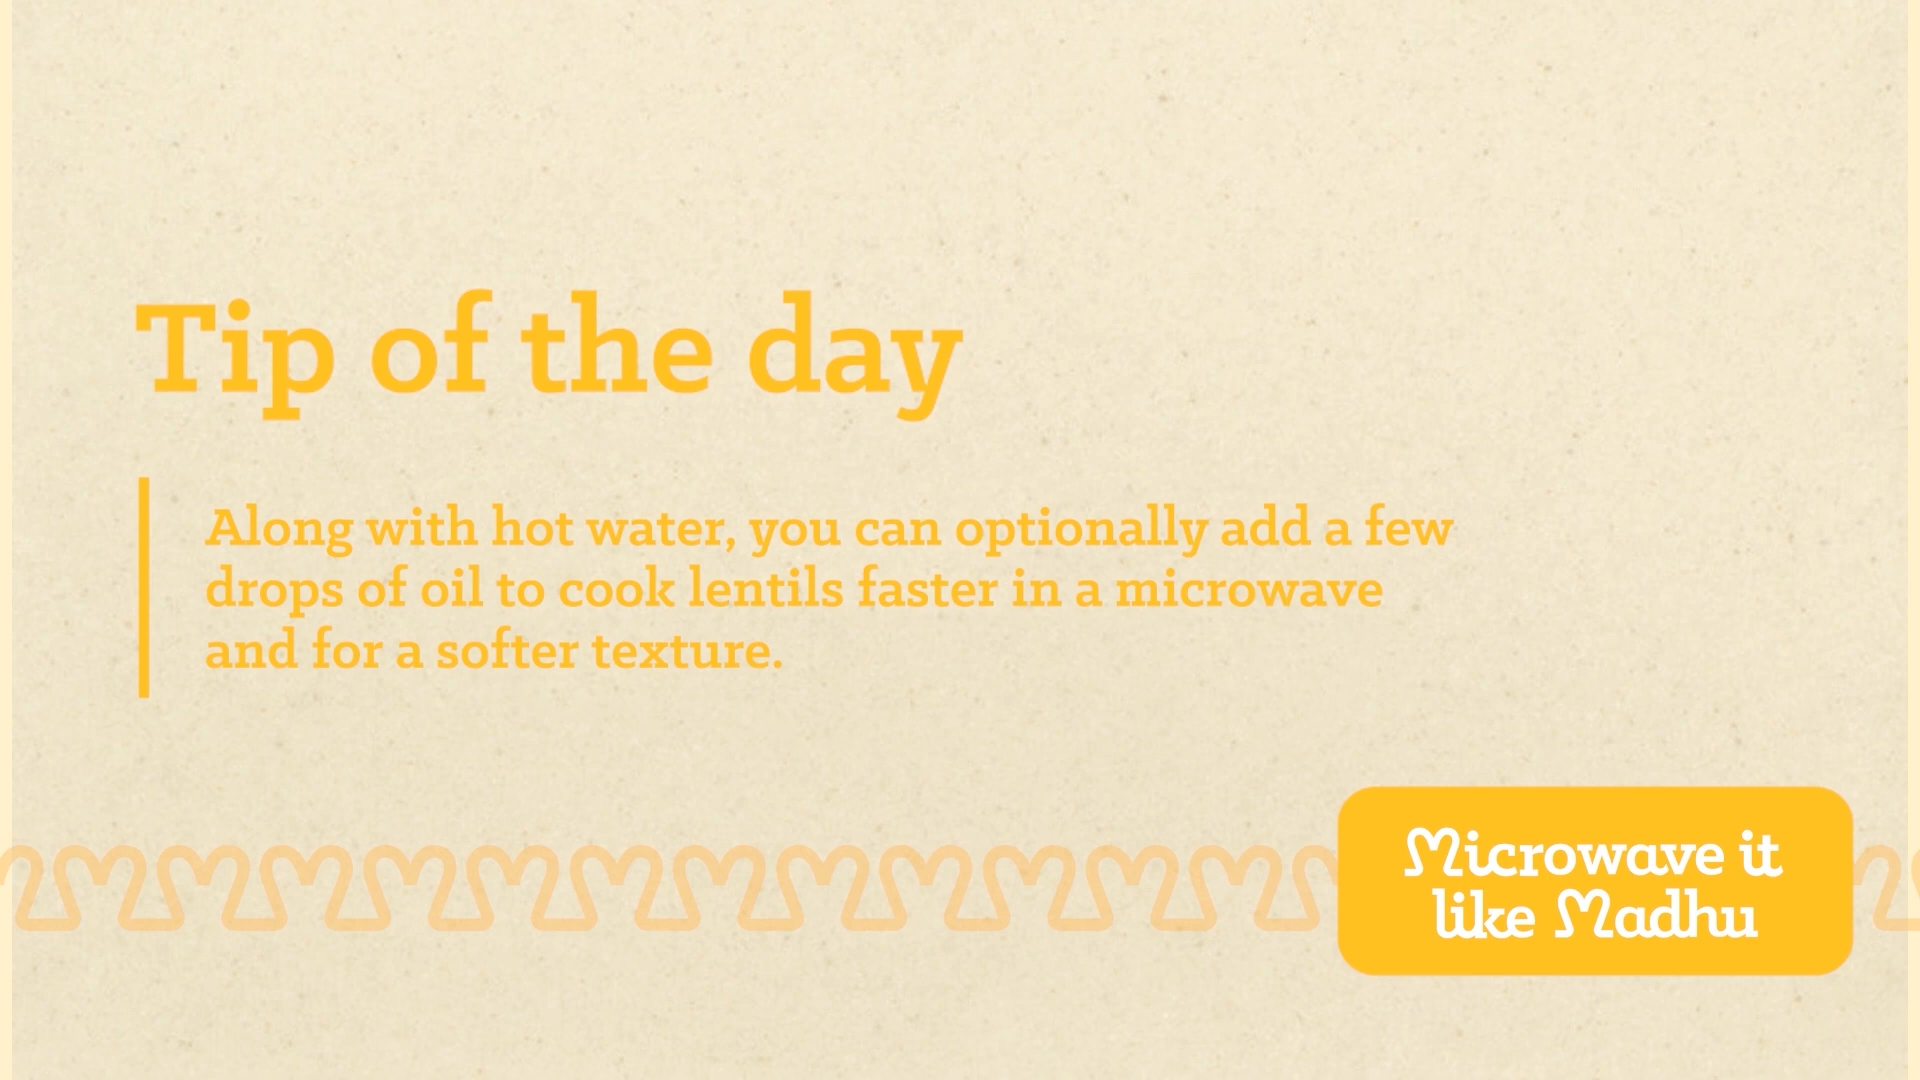 Tip of the day
Along with hot water, you can optionally add a few
drops of oil to cook lentils faster in a microwave
and for a softer texture.
Microwave it
like Madhu